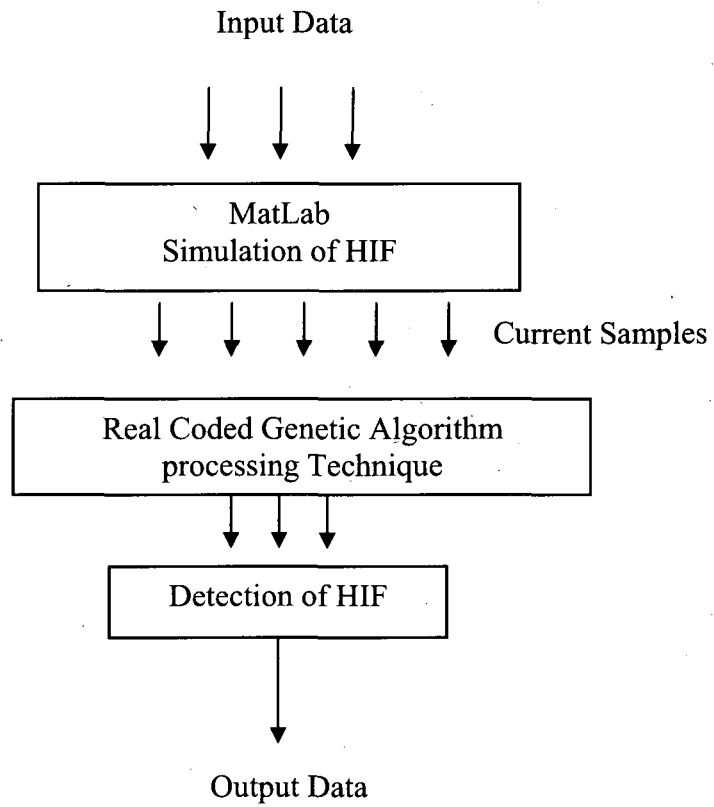 Input Data
MatLab
Simulation of HIF
Current Samples
Real Coded Genetic Algorithm
processing Technique
Detection of HIF
Output Data